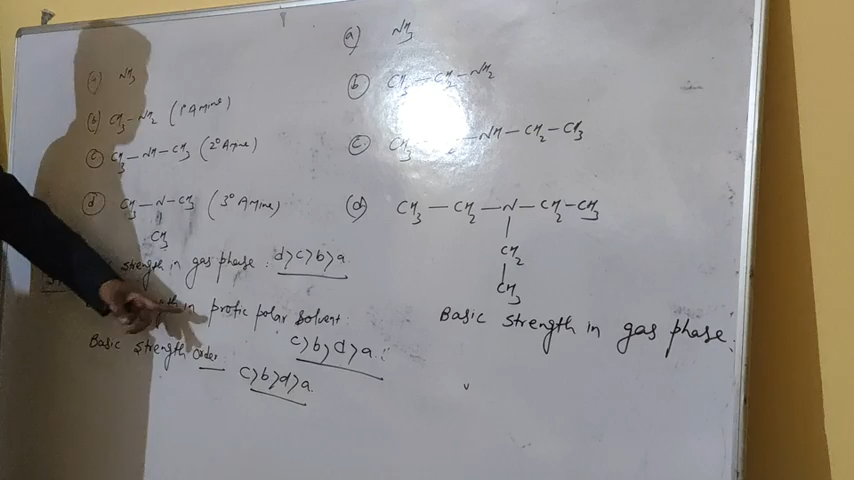 (a) NH3
(b) CH3-NH2 (1° Amine)
(c) CH3-NH-CH3 (2° Amine)
(d) CH3-N-CH3 (3° Amine)
CH3
strength in gas phase: d>c>b>a
in protic polar solvent:
c>b>d>a:
Basic strength order
c>b>d>a
(a) NH3
(b) CH3-CH2-NH2
(c) CH3 -NH-CH2-CH3
(d) CH3-CH2-N-CH2-CH3
CH2
CH3
Basic strength in gas phase: